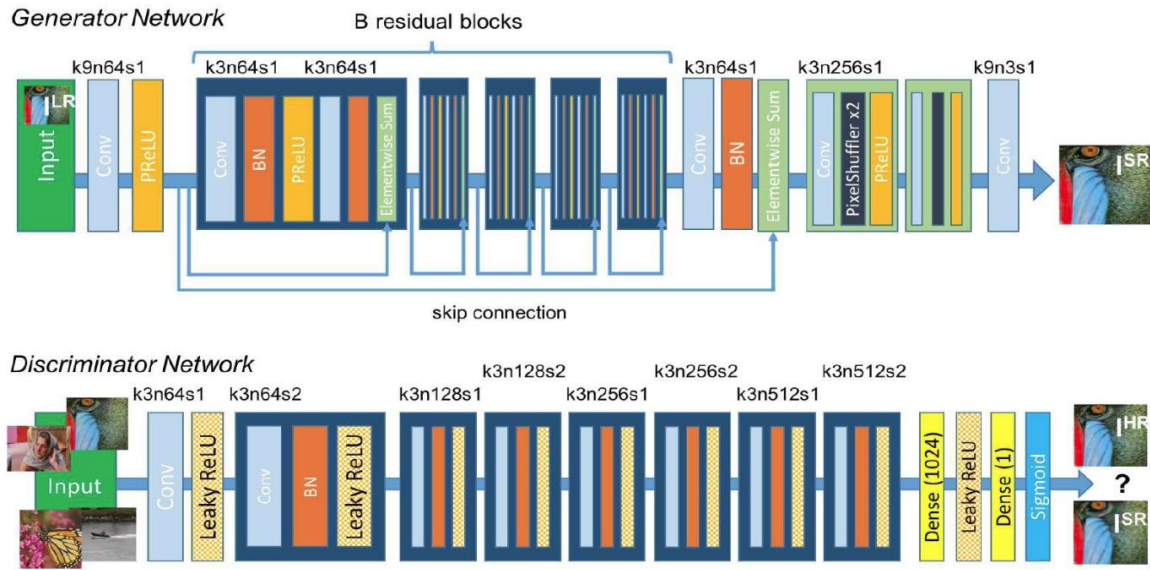 Generator Network
B residual blocks
k9n64s1
k3n64s1 k3n64s1
k3n64s1
k3n256s1
k9n3s1
I LR
Input
Conv
PReLU
Conv
BN
PReLU
Elementwise Sum
Conv
BN
Elementwise Sum
Conv
PixelShuffler x2
PReLU
Conv
I SR
skip connection
Discriminator Network
k3n64s1
k3n64s2
k3n128s1
k3n128s2
k3n256s1
k3n256s2
k3n512s1
k3n512s2
Input
Conv
Leaky ReLU
Conv
BN
Leaky ReLU
Dense (1024)
Leaky ReLU
Dense (1)
Sigmoid
I HR
?
I SR